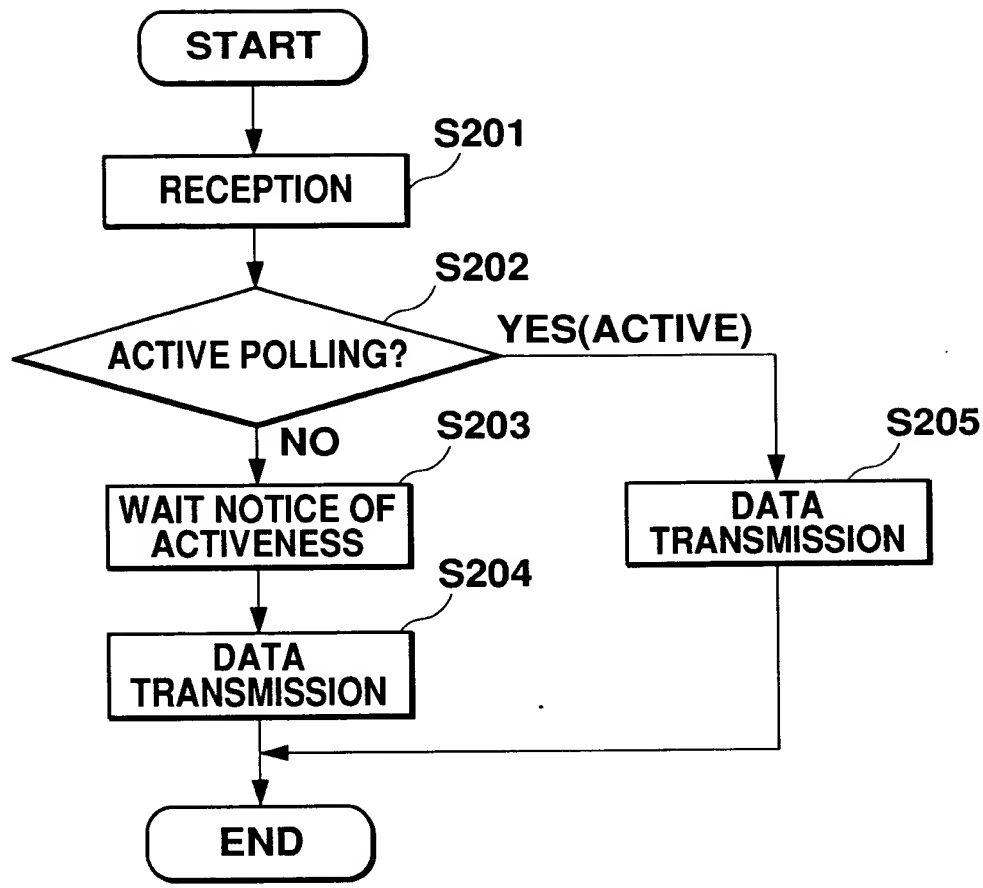 START
S201
RECEPTION
S202
YES(ACTIVE)
ACTIVE POLLING?
NO
S203
WAIT NOTICE OF
ACTIVENESS
S205
DATA
TRANSMISSION
S204
DATA
TRANSMISSION
END